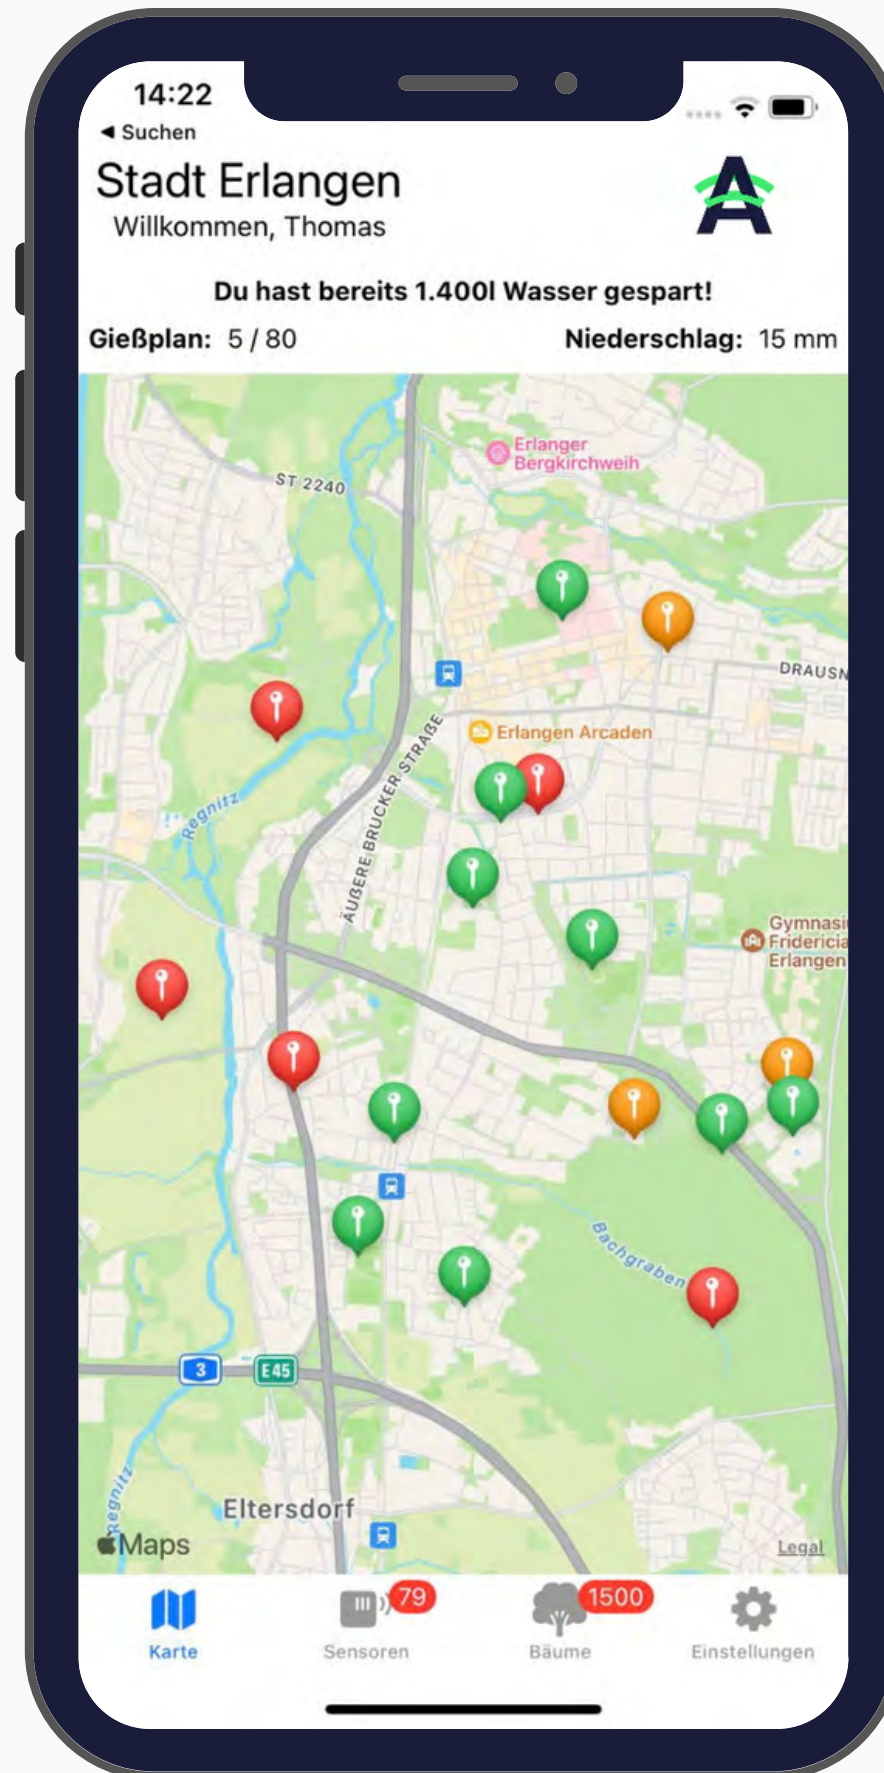 14:22
◀ Suchen
Stadt Erlangen
Willkommen, Thomas
Du hast bereits 1.400l Wasser gespart!
Gießplan: 5 / 80
Niederschlag: 15 mm
Erlanger
Bergkirchweih
ST 2240
DRAUSN
Erlangen Arcaden
ÄUßERE BRUCKER STRAßE
Regnitz
Gymnasi
Fridericia
Erlangen
Bachgraben
3
E45
Regnitz
Eltersdorf
Maps
Legal
79
1500
Karte
Sensoren
Bäume
Einstellungen